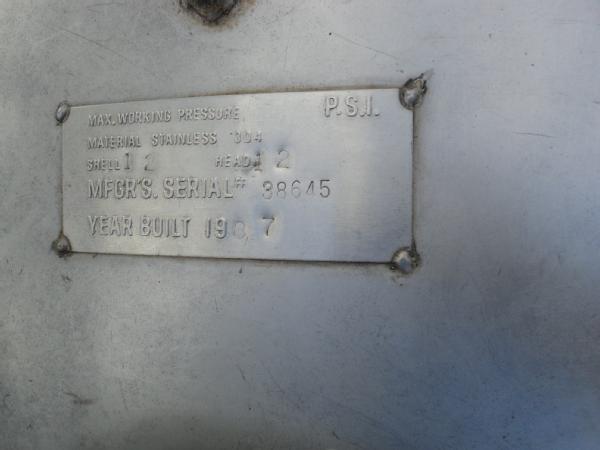 MAX. WORKING PRESSURE P.S.I.
MATERIAL STAINLESS 304
SHELL 12 HEAD 12
MFGR'S. SERIAL # 38645
YEAR BUILT